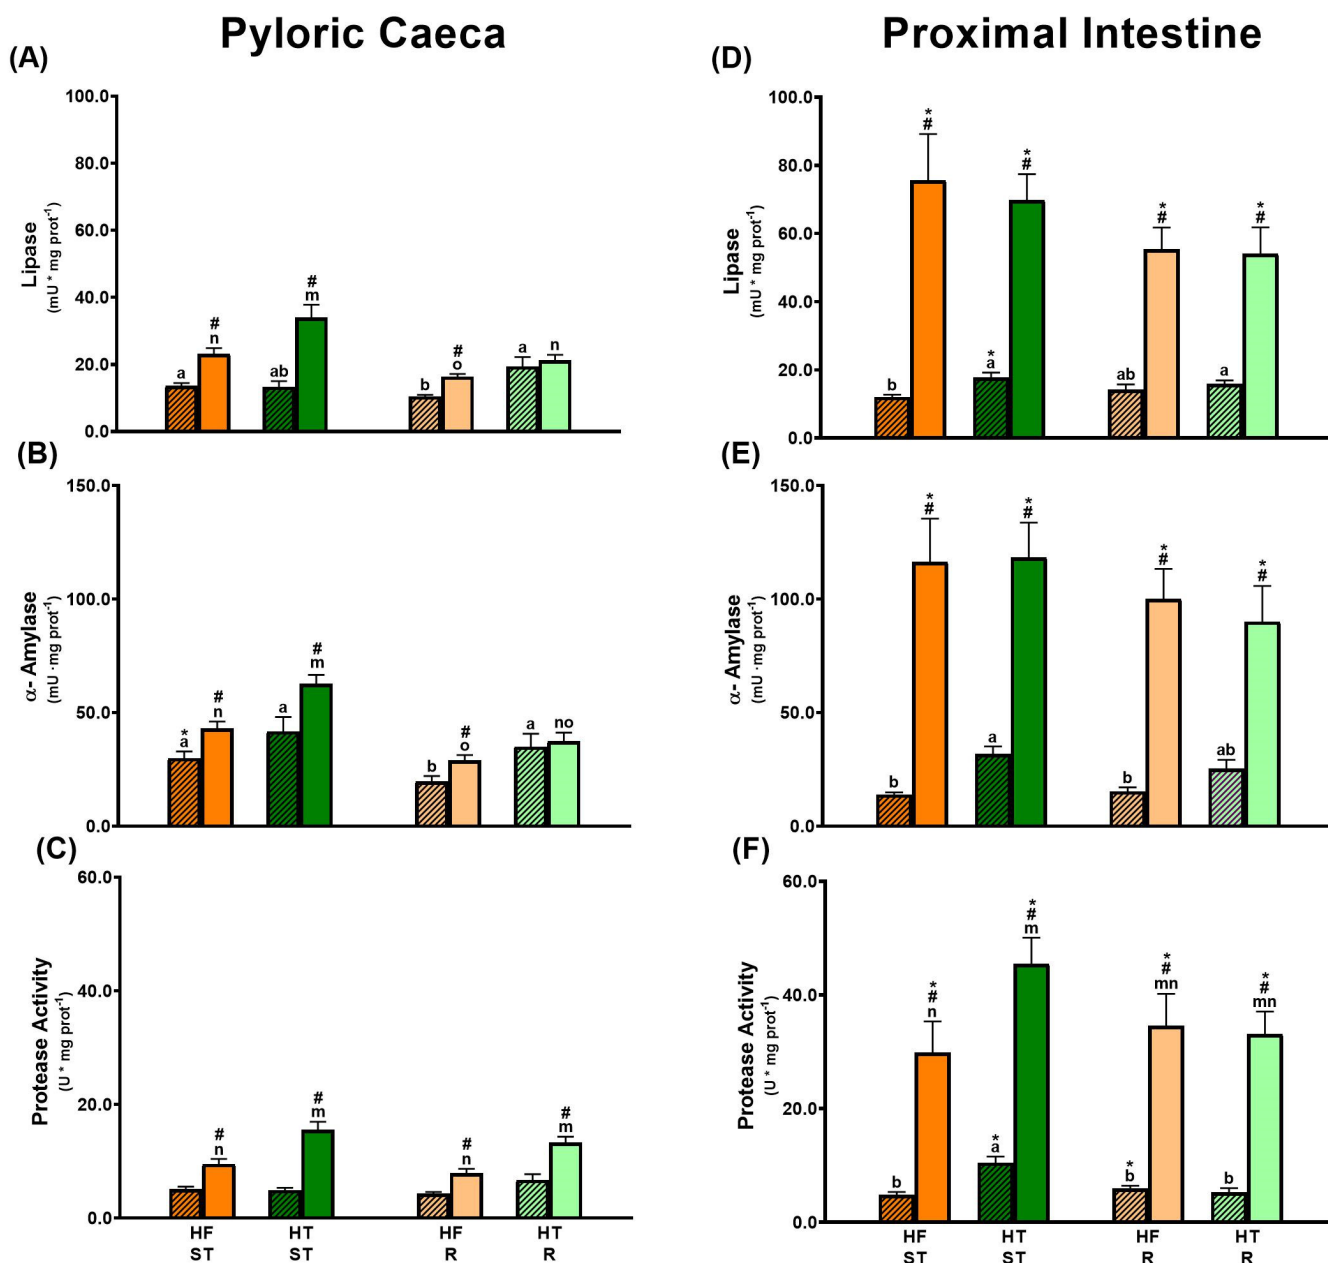 Pyloric Caeca
Proximal Intestine
(A)
Lipase
(mU * mg prot-1)
100.0
80.0
60.0
40.0
20.0
0.0
a
#
n
ab
#
m
b
#
o
a
n
(D)
Lipase
(mU * mg prot-1)
100.0
80.0
60.0
40.0
20.0
0.0
b
*
#
*
a
*
#
ab
*
#
a
*
#
(B)
α- Amylase
(mU ·mg prot-1)
150.0
100.0
50.0
0.0
*
a
#
n
a
#
m
b
#
o
a
no
(E)
α- Amylase
(mU ·mg prot-1)
150.0
100.0
50.0
0.0
b
*
#
a
*
#
b
*
#
ab
*
#
(C)
Protease Activity
(U * mg prot-1)
60.0
40.0
20.0
0.0
#
n
#
m
#
n
#
m
HF
ST
HT
ST
HF
R
HT
R
(F)
Protease Activity
(U * mg prot-1)
60.0
40.0
20.0
0.0
b
*
#
n
*
a
*
#
m
*
b
*
#
mn
b
*
#
mn
HF
ST
HT
ST
HF
R
HT
R